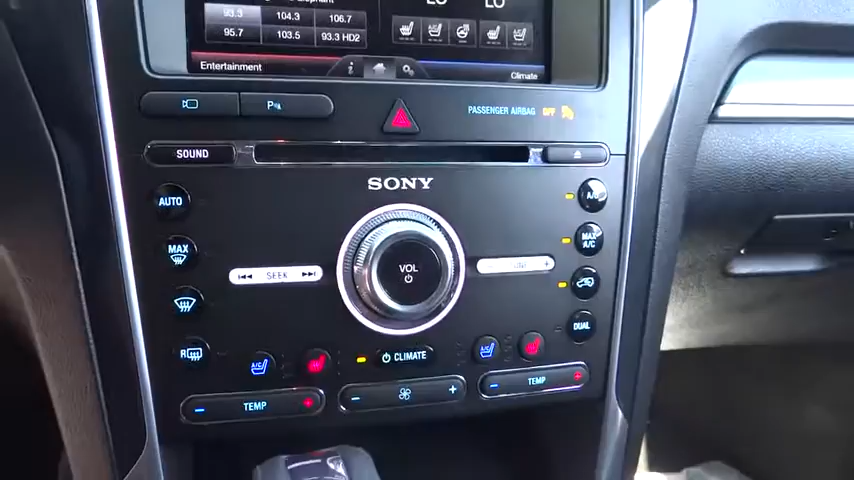 LO LO
93.3 104.3 106.7
95.7 103.5 93.3 HD2
Entertainment
i
Climate
P
PASSENGER AIRBAG OFF
SOUND
SONY
AUTO
A/C
MAX
MAX A/C
VOL
SEEK
DUAL
R
CLIMATE
− TEMP +
− +
− TEMP +